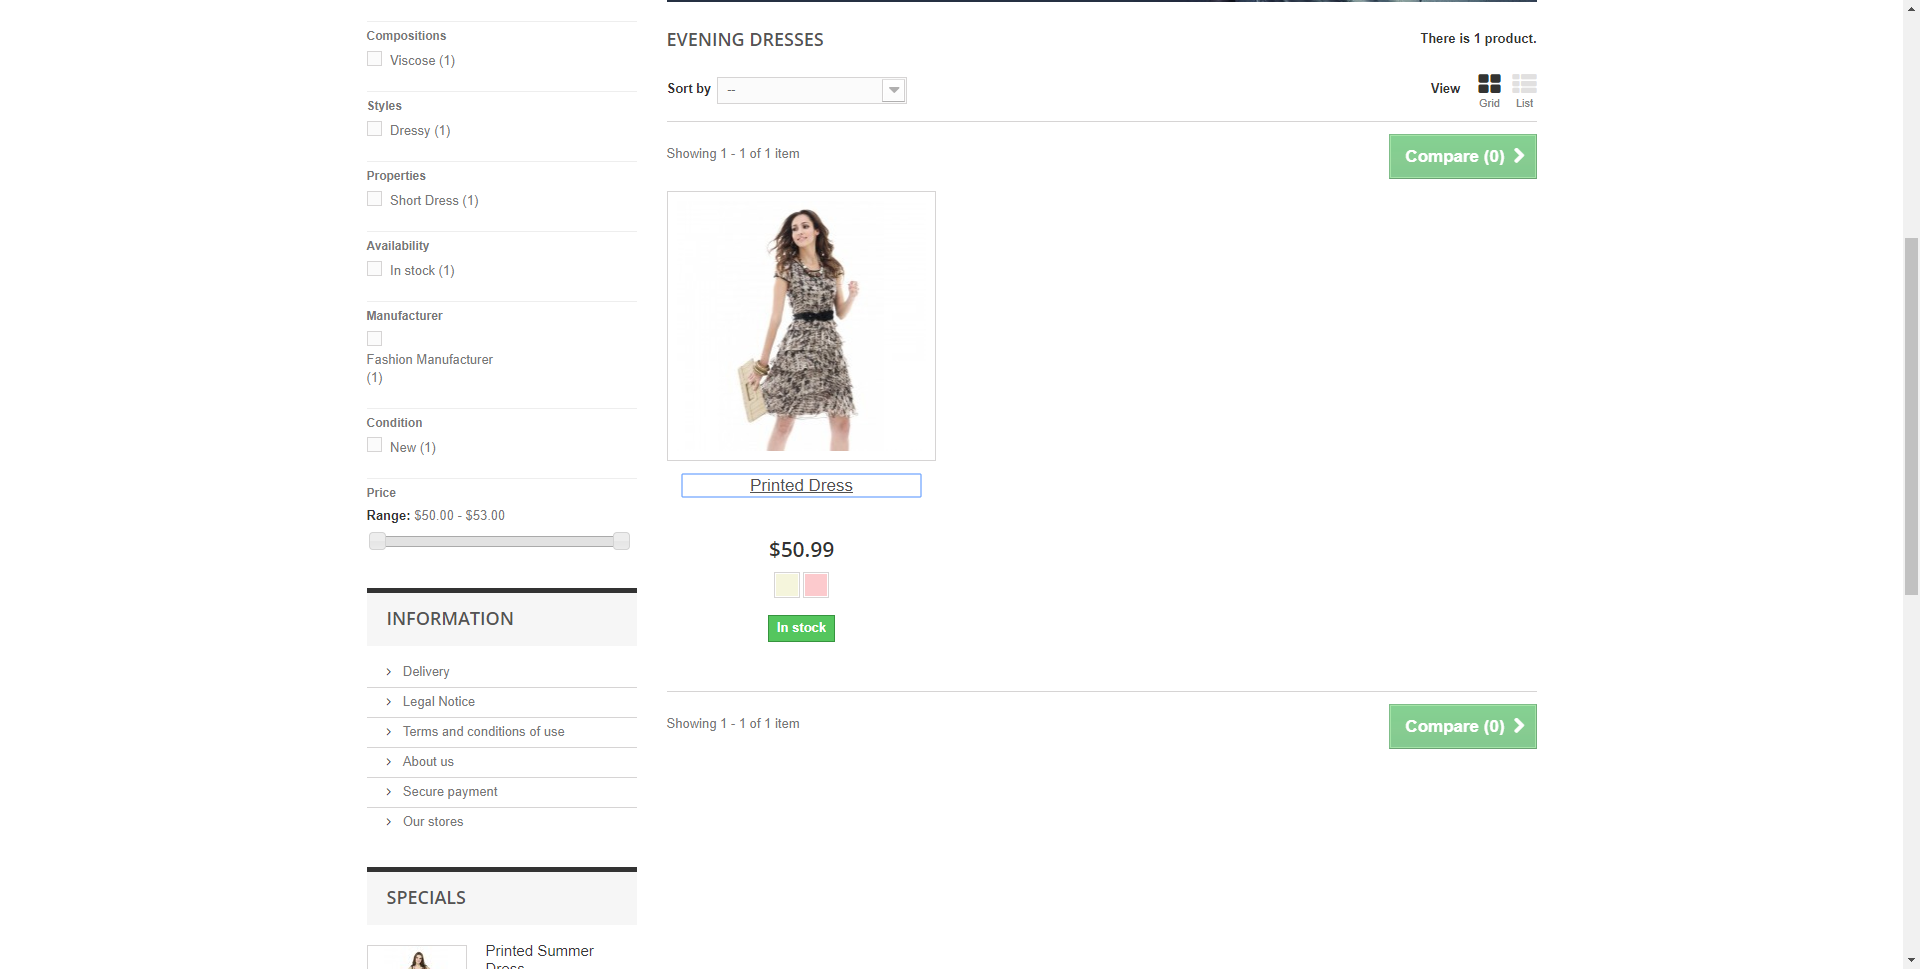 Compositions
Viscose (1)
Styles
Dressy (1)
Properties
Short Dress (1)
Availability
In stock (1)
Manufacturer
Fashion Manufacturer
(1)
Condition
New (1)
Price
Range: $50.00 - $53.00
INFORMATION
Delivery
Legal Notice
Terms and conditions of use
About us
Secure payment
Our stores
SPECIALS
Printed Summer
Dress
EVENING DRESSES
There is 1 product.
Sort by --
View
Grid
List
Showing 1 - 1 of 1 item
Compare (0)
Printed Dress
$50.99
In stock
Showing 1 - 1 of 1 item
Compare (0)